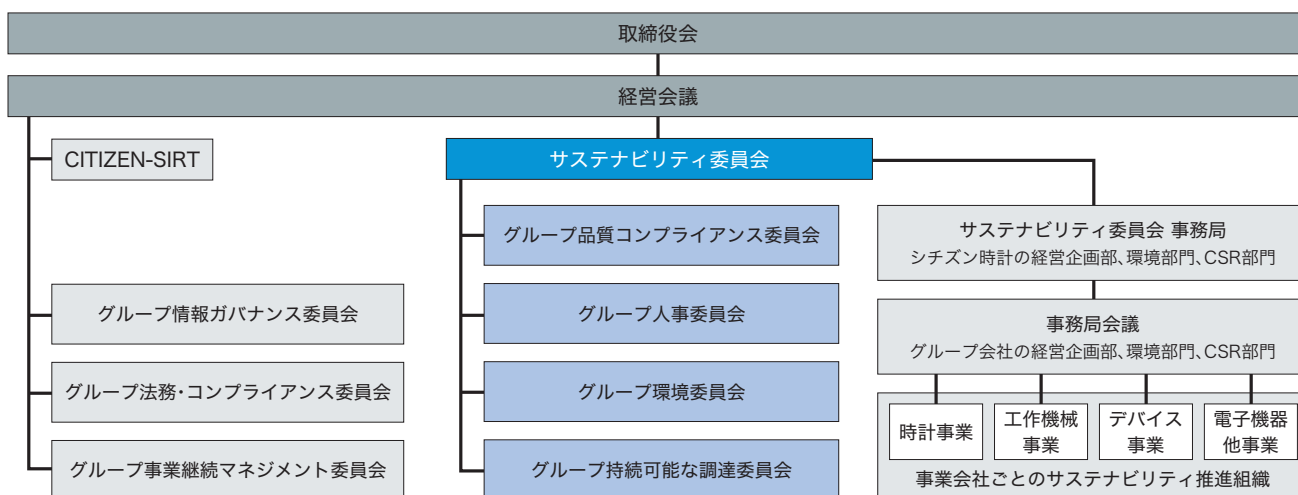 取締役会
経営会議
CITIZEN-SIRT
グループ情報ガバナンス委員会
グループ法務・コンプライアンス委員会
グループ事業継続マネジメント委員会
サステナビリティ委員会
グループ品質コンプライアンス委員会
グループ人事委員会
グループ環境委員会
グループ持続可能な調達委員会
サステナビリティ委員会 事務局
シチズン時計の経営企画部、環境部門、CSR部門
事務局会議
グループ会社の経営企画部、環境部門、CSR部門
時計事業
工作機械
事業
デバイス
事業
電子機器
他事業
事業会社ごとのサステナビリティ推進組織